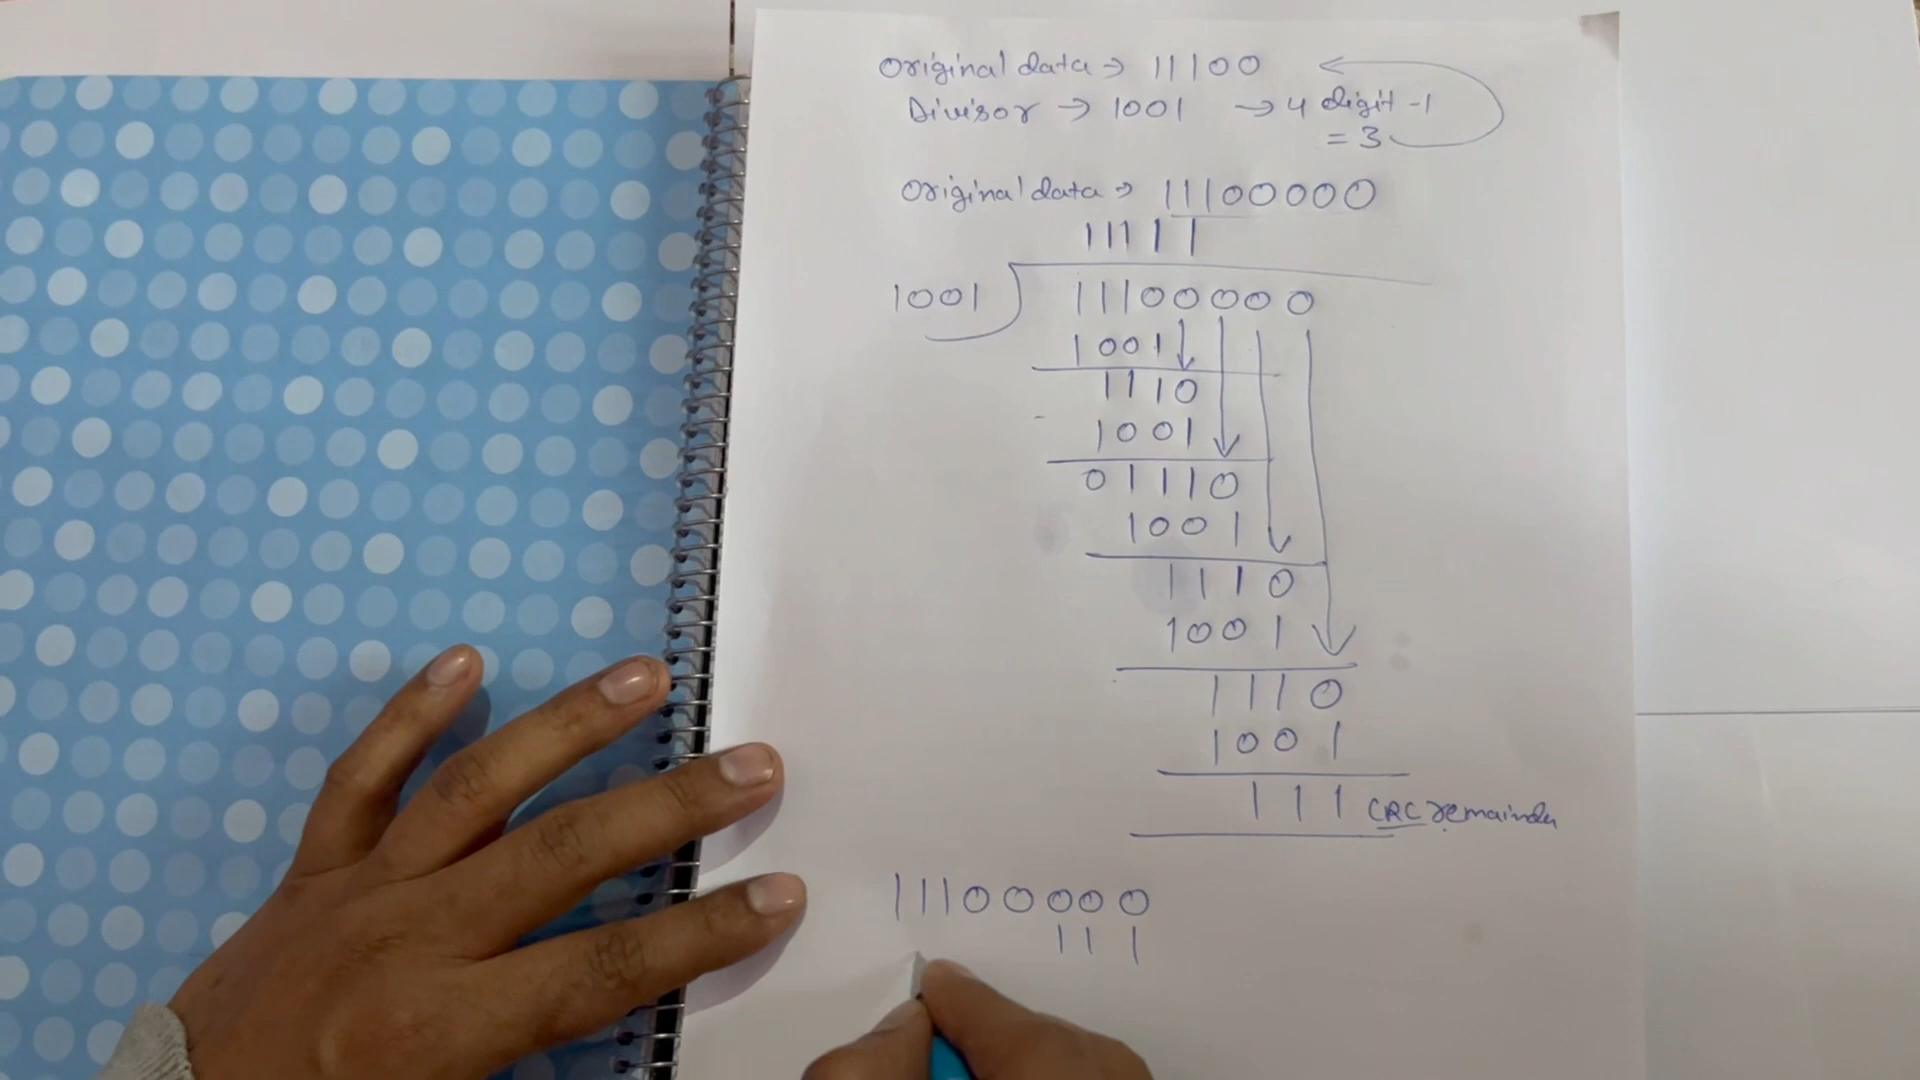 Original data → 11100
Divisor → 1001 → 4 digit -1
= 3
Original data → 11100000
11111
1001 ) 11100000
1001
1110
1001
01110
1001
1110
1001
1110
1001
111 CRC remainder
11100000
111